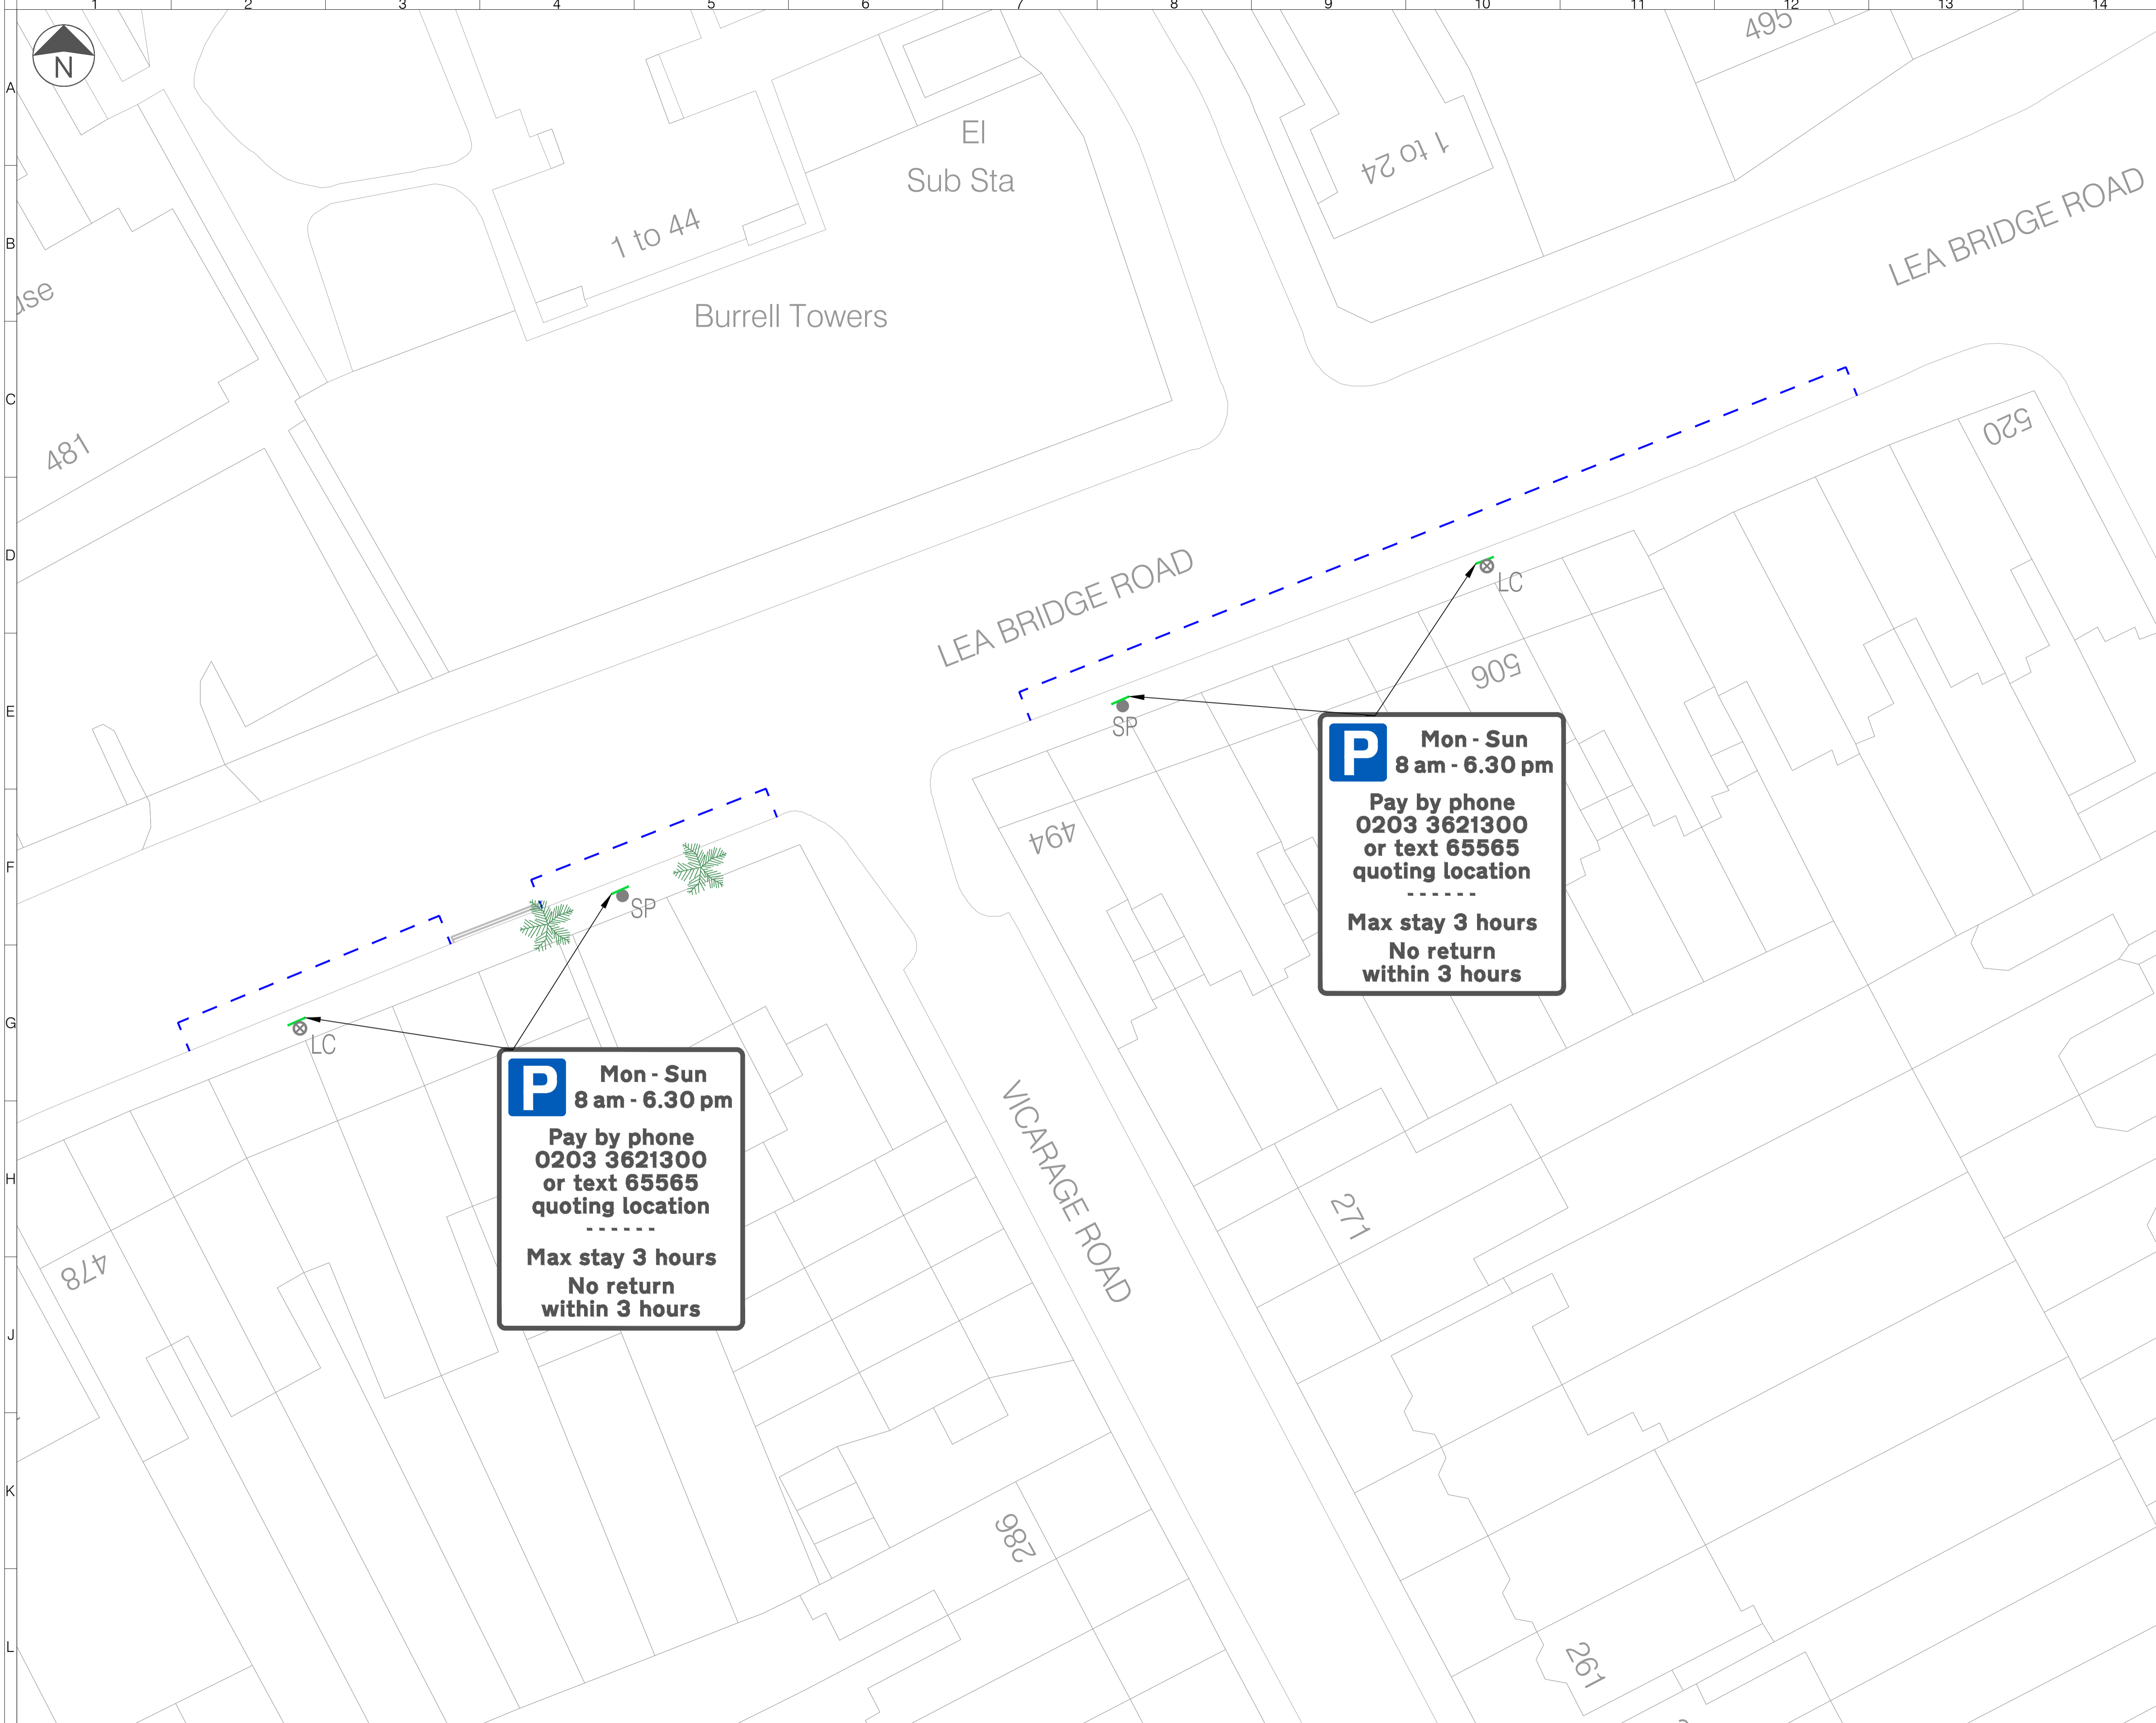 1 2 3 4 5 6 7 8 9 10 11 12 13 14
A
B
C
D
E
F
G
H
J
K
L
N
495
El
Sub Sta
1 to 24
1 to 44
LEA BRIDGE ROAD
Burrell Towers
481
520
LEA BRIDGE ROAD
LC
506
SP
P Mon - Sun
8 am - 6.30 pm
Pay by phone
0203 3621300
or text 65565
quoting location
------
Max stay 3 hours
No return
within 3 hours
494
SP
LC
P Mon - Sun
8 am - 6.30 pm
Pay by phone
0203 3621300
or text 65565
quoting location
------
Max stay 3 hours
No return
within 3 hours
VICARAGE ROAD
271
478
286
261